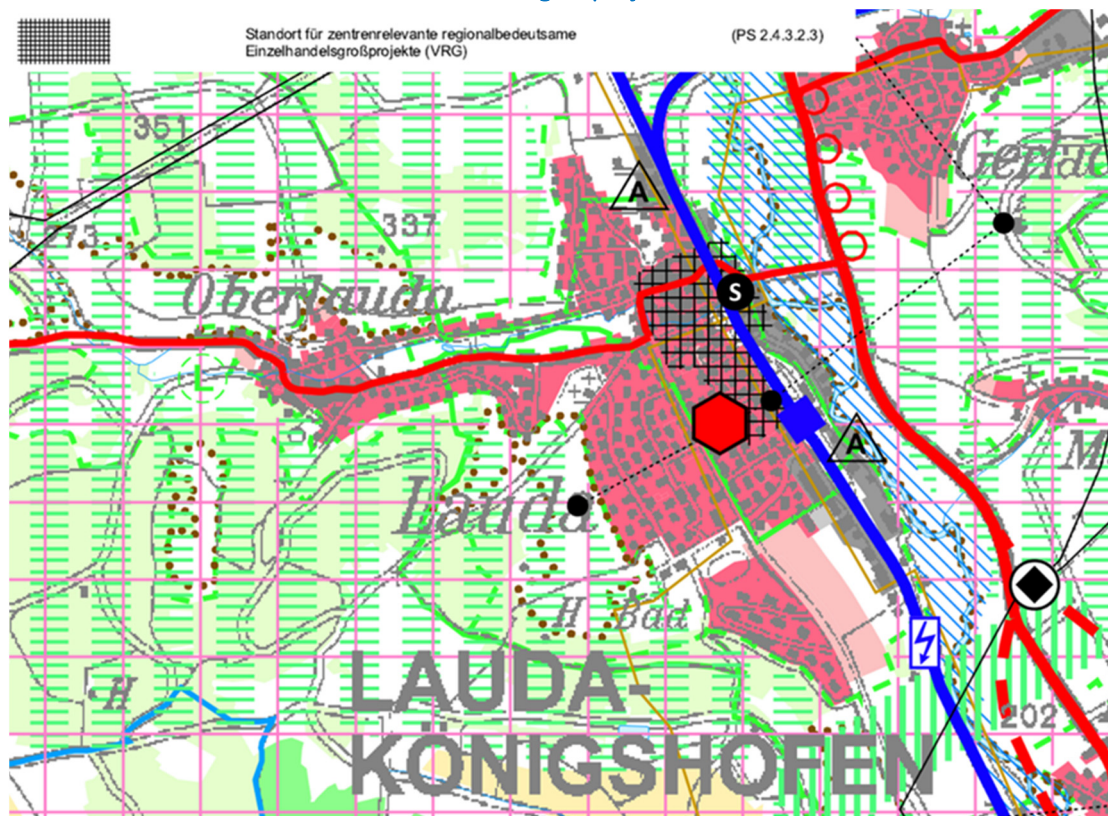 Standort für zentrenrelevante regionalbedeutsame
Einzelhandelsgroßprojekte (VRG)
(PS 2.4.3.2.3)
351
Gerlac
A
337
Oberlauda
S
A
M
Lauda
H
Bad
H
LAUDA-
202
KÖNIGSHOFEN